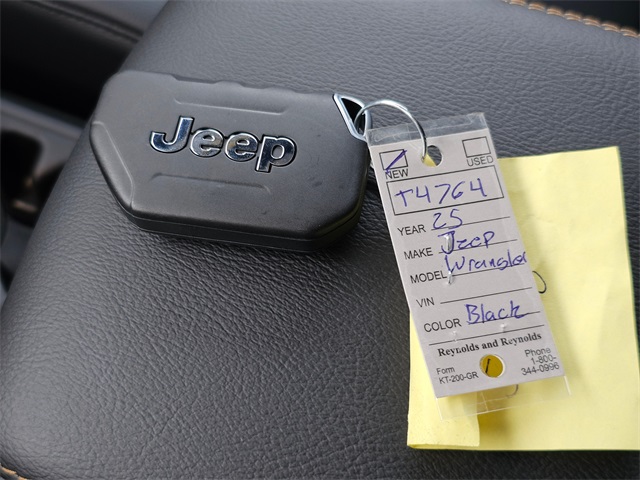 Jeep
NEW USED
T4764
YEAR 25
MAKE Jeep
MODEL Wrangler
VIN
COLOR Black
Reynolds and Reynolds
Form
KT-200-GR
Phone
1-800-
344-0996